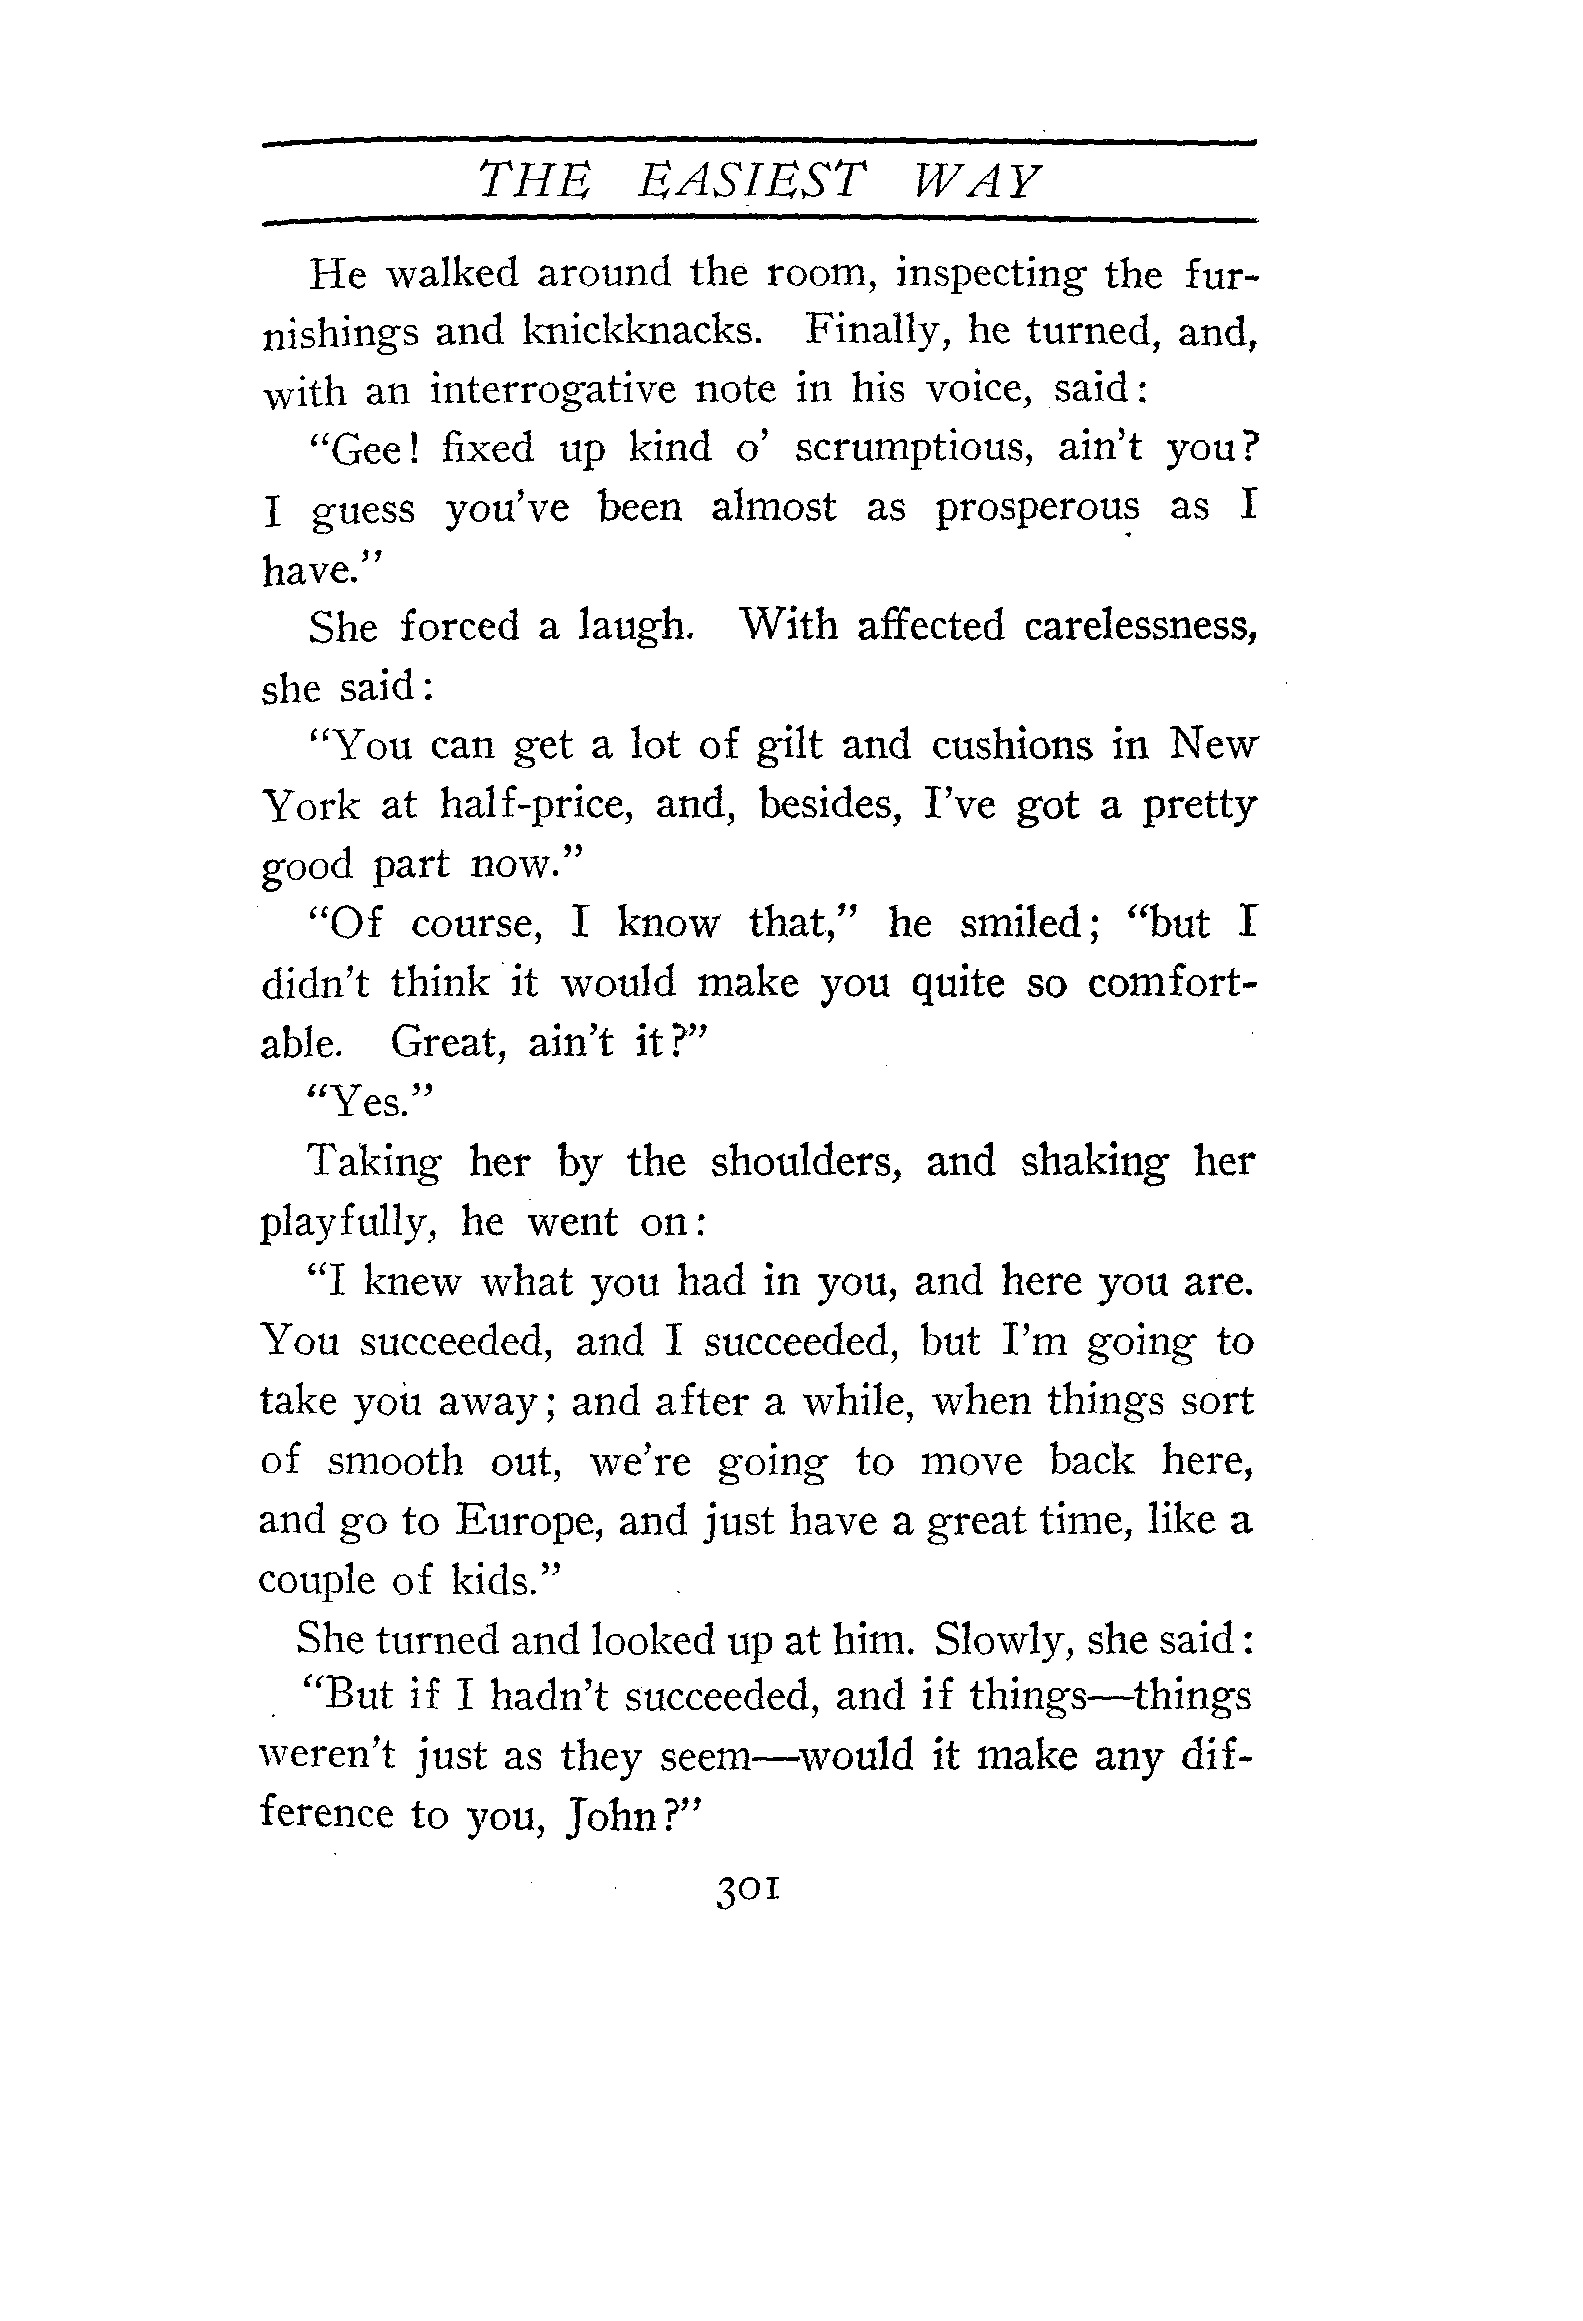 THE EASIEST WAY
He walked around the room, inspecting the fur-
nishings and knickknacks. Finally, he turned, and,
with an interrogative note in his voice, said:
“Gee! fixed up kind o’ scrumptious, ain’t you?
I guess you’ve been almost as prosperous as I
have.”
She forced a laugh. With affected carelessness,
she said:
“You can get a lot of gilt and cushions in New
York at half-price, and, besides, I’ve got a pretty
good part now.”
“Of course, I know that,” he smiled; “but I
didn’t think it would make you quite so comfort-
able. Great, ain’t it?”
“Yes.”
Taking her by the shoulders, and shaking her
playfully, he went on:
“I knew what you had in you, and here you are.
You succeeded, and I succeeded, but I’m going to
take you away; and after a while, when things sort
of smooth out, we’re going to move back here,
and go to Europe, and just have a great time, like a
couple of kids.”
She turned and looked up at him. Slowly, she said:
“But if I hadn’t succeeded, and if things—things
weren’t just as they seem—would it make any dif-
ference to you, John?”
301